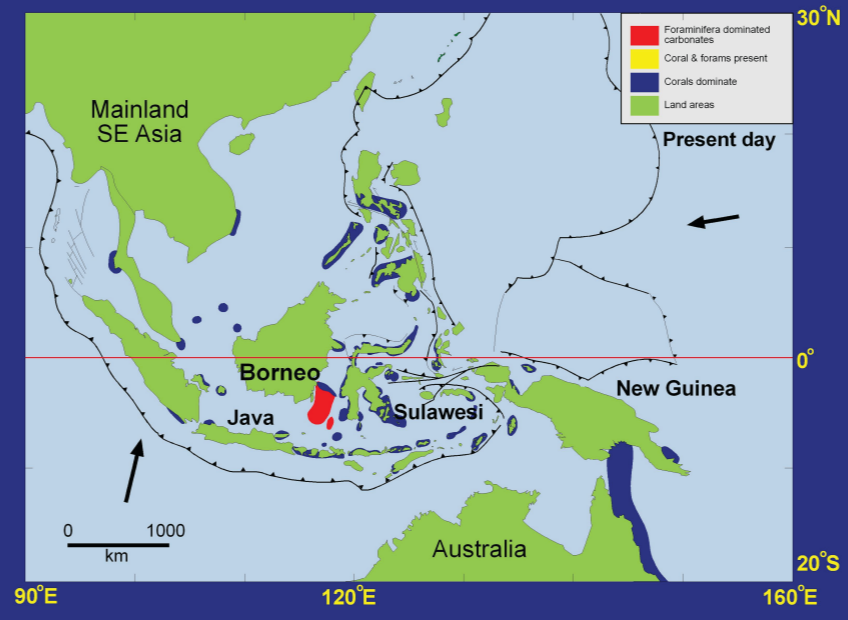 30°N
Foraminifera dominated
carbonates
Coral & forams present
Corals dominate
Land areas
Mainland
SE Asia
Present day
0°
Borneo
New Guinea
Java
Sulawesi
0 1000
km
Australia
20°S
90°E
120°E
160°E